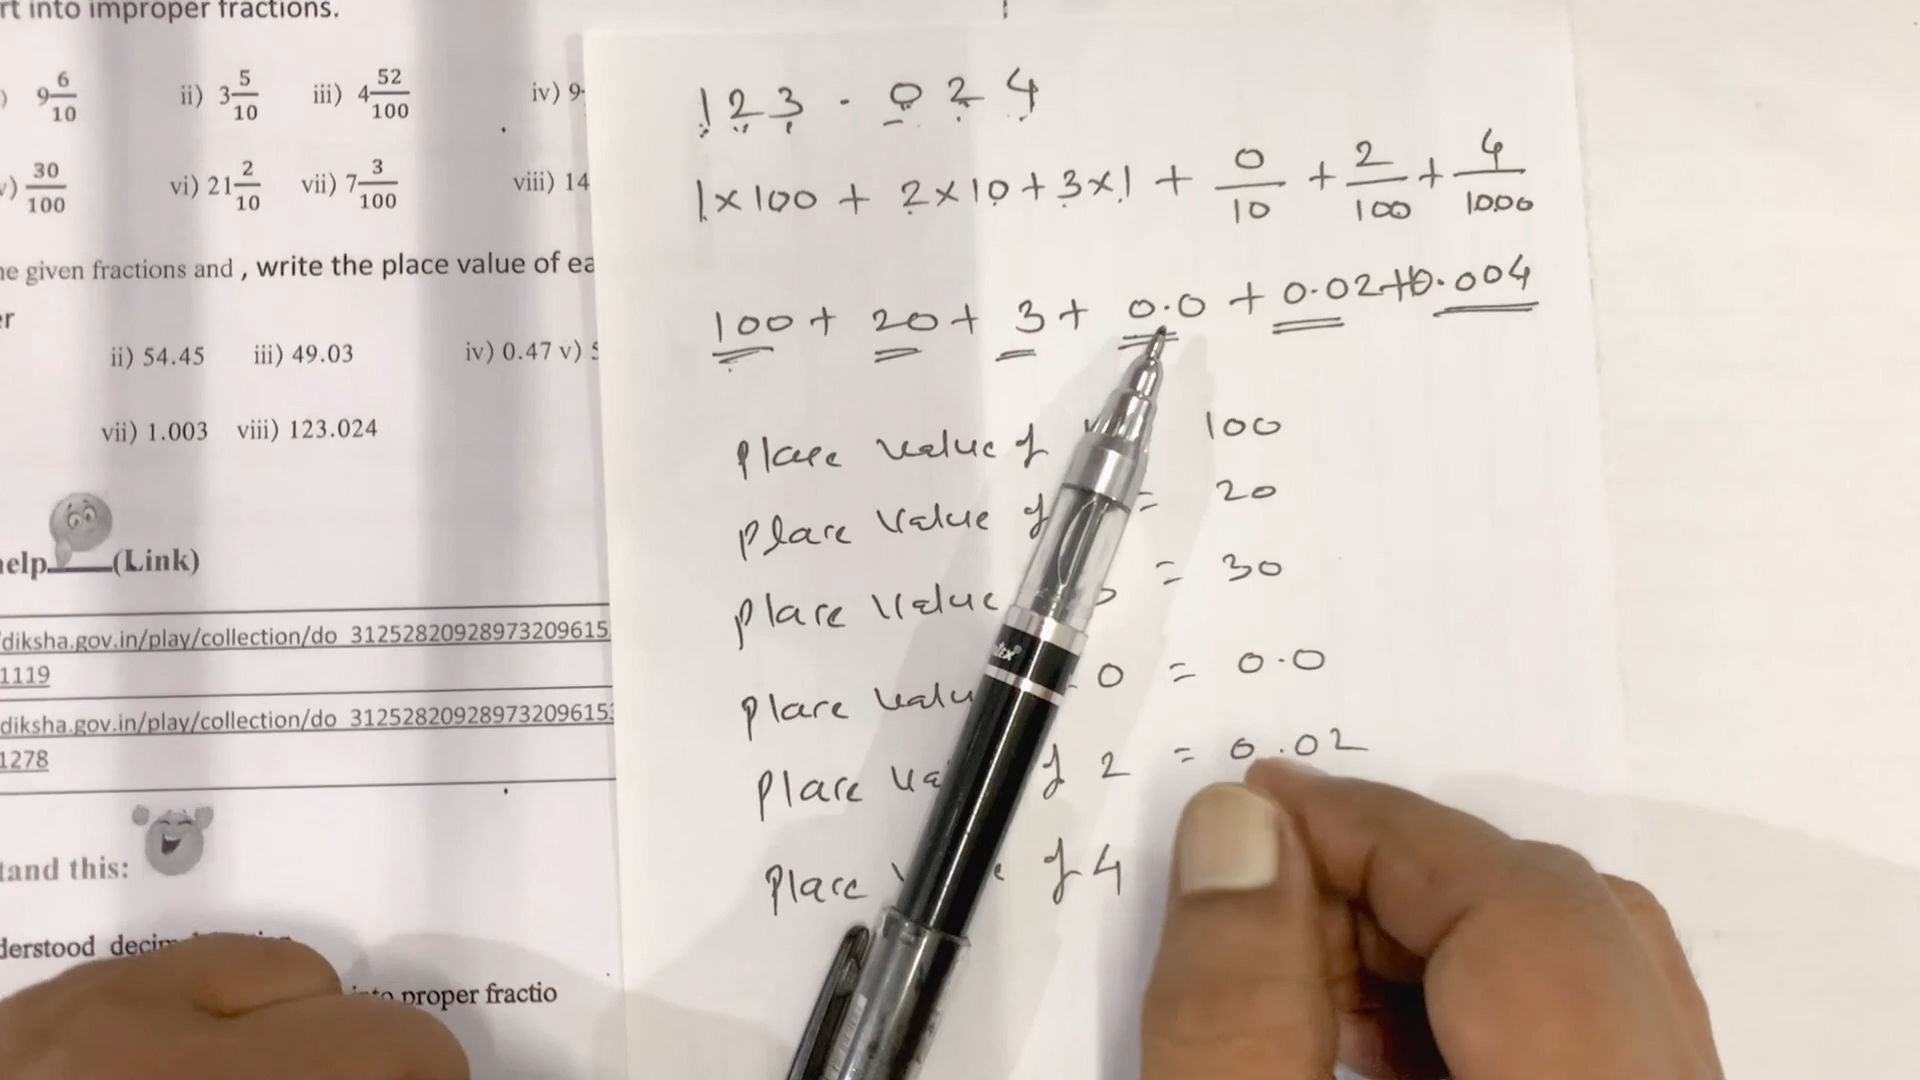 rt into improper fractions.
) 9 6/10 ii) 3 5/10 iii) 4 52/100 iv) 9
v) 30/100 vi) 21 2/10 vii) 7 3/100 viii) 14
he given fractions and , write the place value of ea
er
ii) 54.45 iii) 49.03 iv) 0.47 v)
vii) 1.003 viii) 123.024
help (Link)
diksha.gov.in/play/collection/do_31252820928973209615
1119
diksha.gov.in/play/collection/do_31252820928973209615
1278
tand this:
derstood
proper fractio
123.024
1×100 + 2×10 + 3×1 + 0/10 + 2/100 + 4/1000
100 + 20 + 3 + 0.0 + 0.02 + 0.004
place value of 100
place value of = 20
place value = 30
place valu 0 = 0.0
place va f 2 = 0.02
place of 4